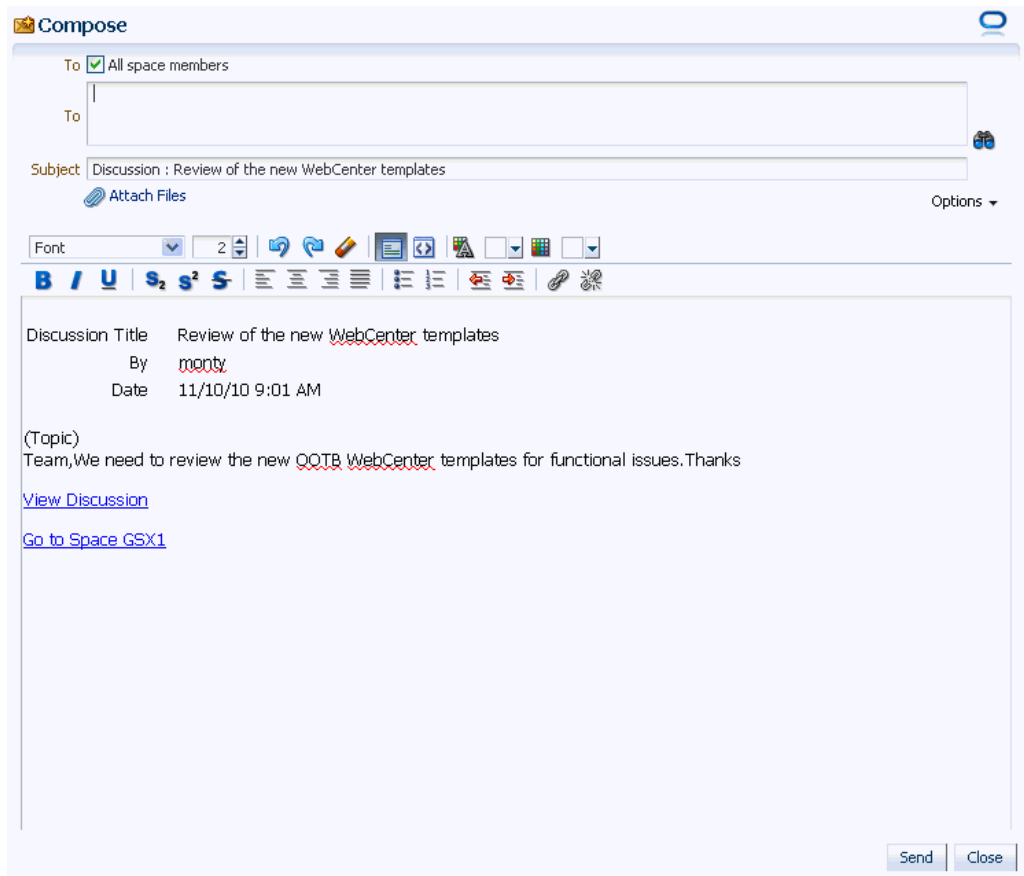 Compose
To All space members
To
Subject Discussion : Review of the new WebCenter templates
Attach Files
Options
Font 2
B I U S2 S2 S
Discussion Title Review of the new WebCenter templates
By monty
Date 11/10/10 9:01 AM
(Topic)
Team,We need to review the new OOTB WebCenter templates for functional issues.Thanks
View Discussion
Go to Space GSX1
Send Close